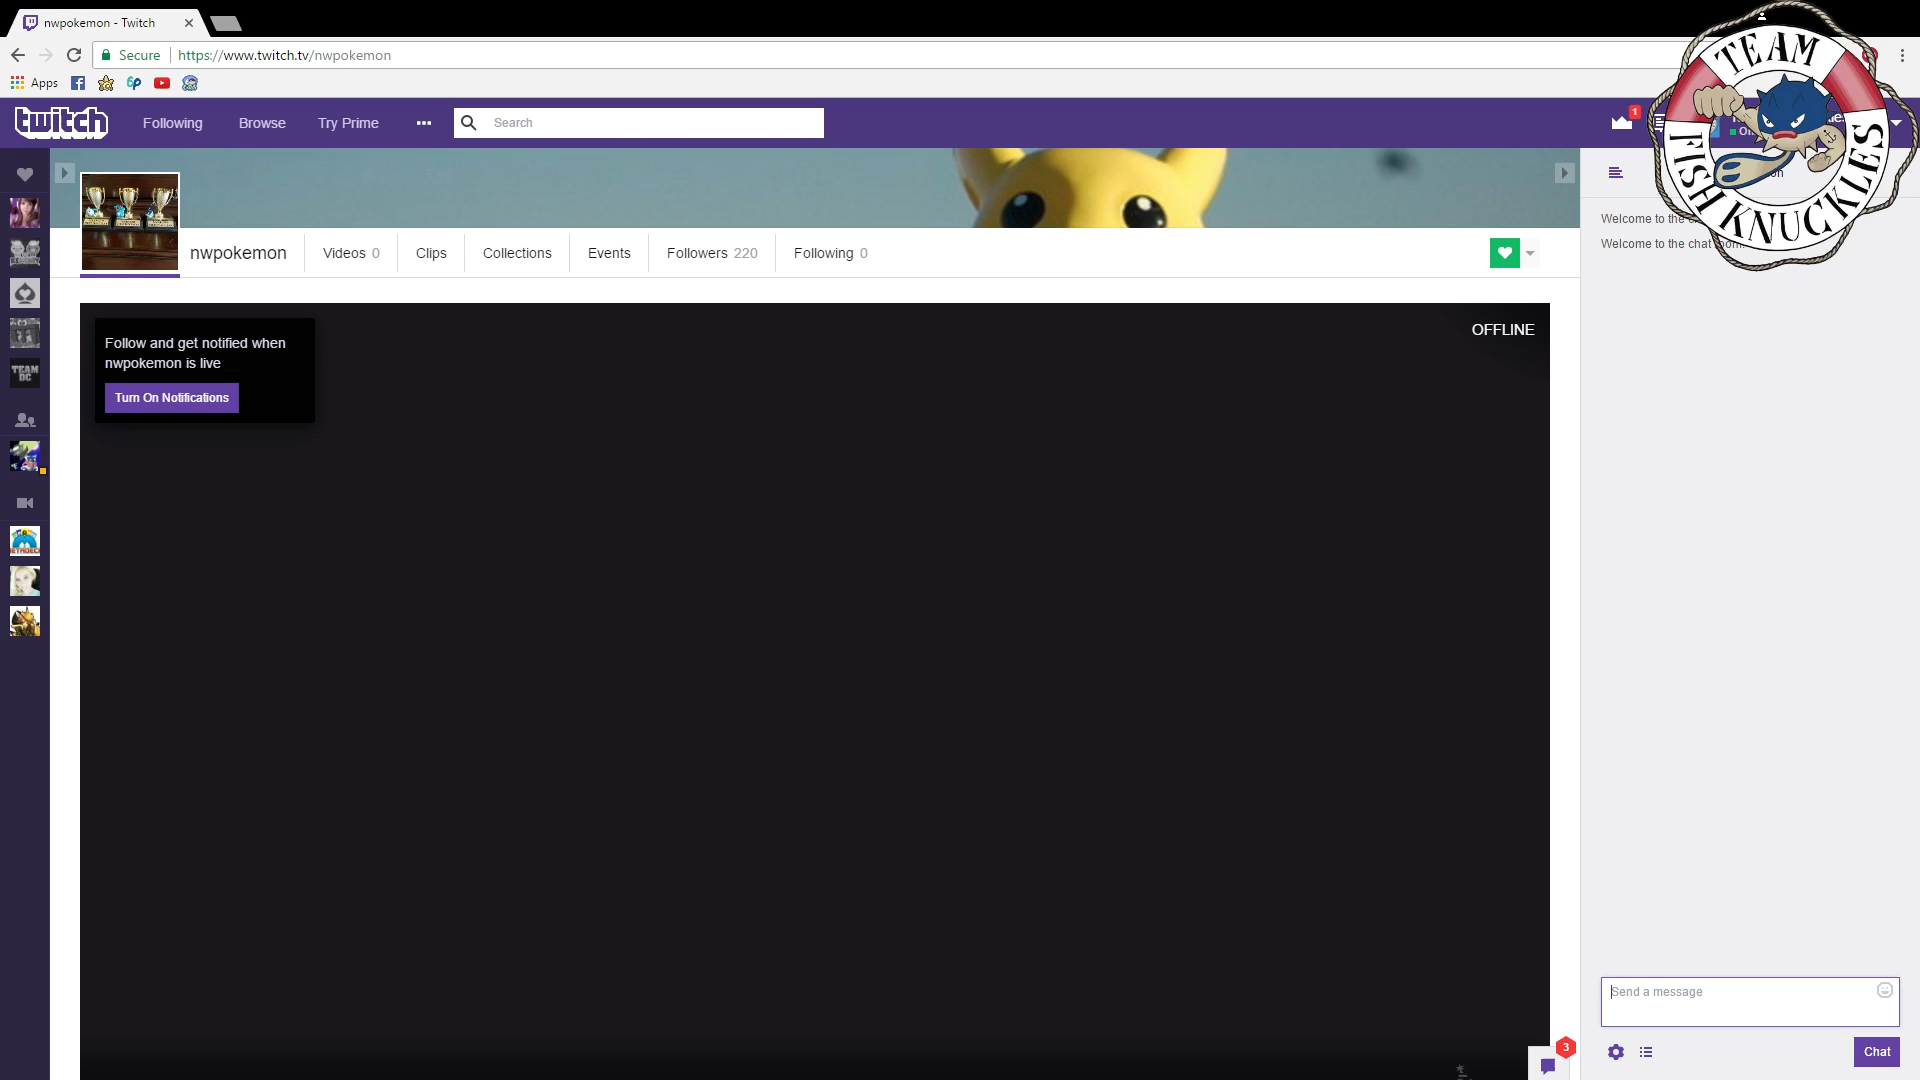 nwpokemon - Twitch
Secure https://www.twitch.tv/nwpokemon
Apps
twitch Following Browse Try Prime Search
1
TEAM
FISH KNUCKLES
nwpokemon Videos 0 Clips Collections Events Followers 220 Following 0
Welcome to the
Welcome to the chat room
Follow and get notified when
nwpokemon is live
Turn On Notifications
OFFLINE
TEAM
DC
Send a message
3
Chat